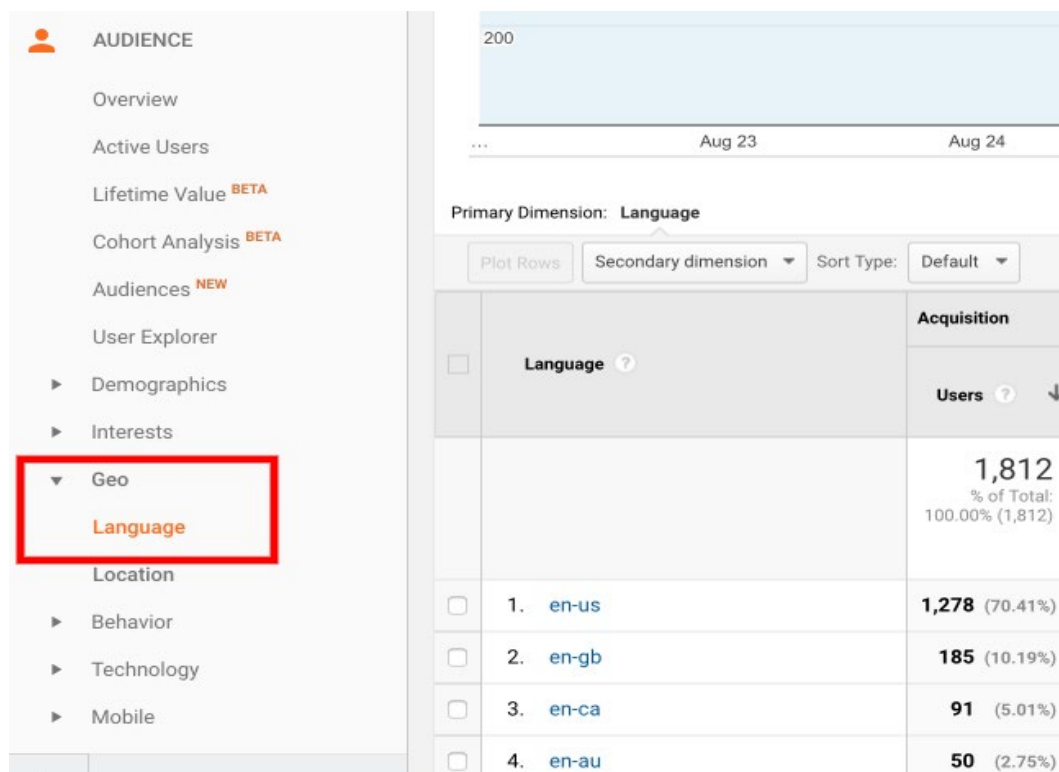 AUDIENCE
Overview
Active Users
Lifetime Value BETA
Cohort Analysis BETA
Audiences NEW
User Explorer
Demographics
Interests
Geo
Language
Location
Behavior
Technology
Mobile
200
... Aug 23 Aug 24
Primary Dimension: Language
Plot Rows Secondary dimension Sort Type: Default
Acquisition
Language ?
Users ?
1,812
% of Total:
100.00% (1,812)
1. en-us 1,278 (70.41%)
2. en-gb 185 (10.19%)
3. en-ca 91 (5.01%)
4. en-au 50 (2.75%)